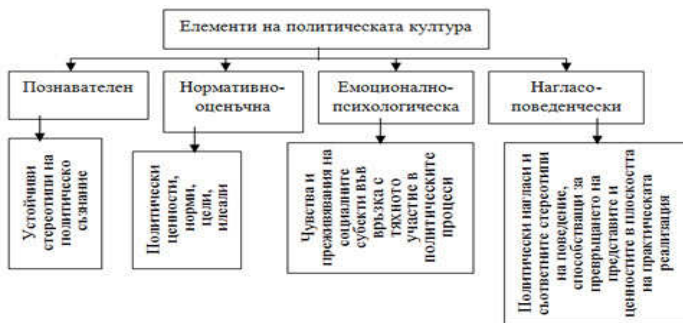 Елементи на политическата култура
Познавателен
Нормативно-
оценъчна
Емоционално-
психологическа
Нагласо-
поведенчески
Устойчиви
стереотипи на
политическо
съзнание
Политически
ценности,
норми,
цели,
идеали
Чувства и
преживявания на
социалните
субекти във
връзка с
тяхното
участие в
политическите
процеси
Политически нагласи и
съответните стереотипи
на поведение,
способстващи за
превръщането на
представите и
ценностите в плоскостта
на практическата
реализация